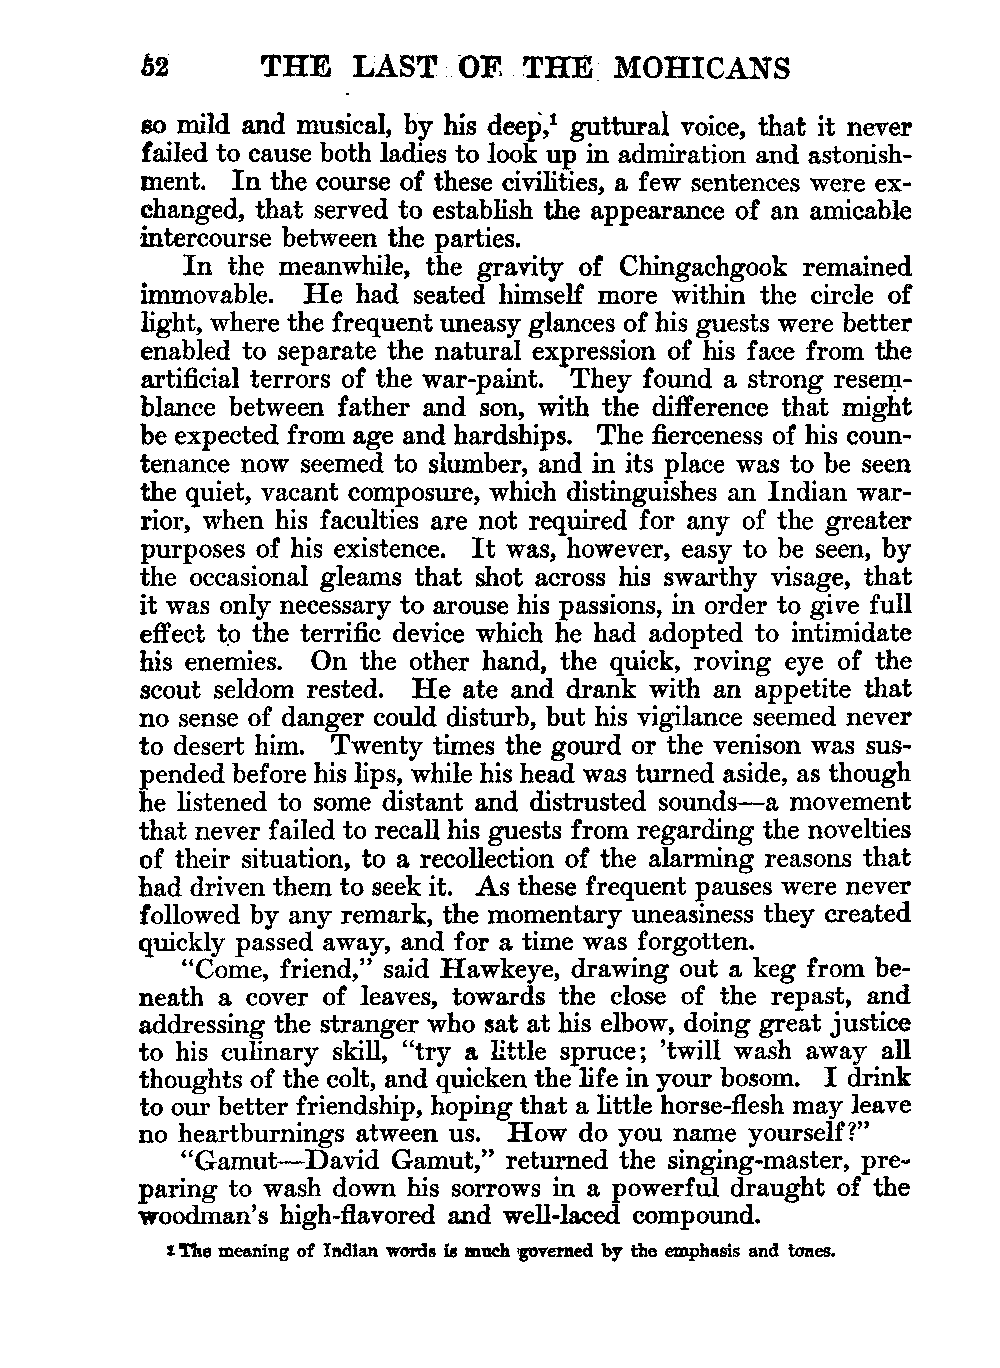 52 THE LAST OF THE MOHICANS
so mild and musical, by his deep,¹ guttural voice, that it never
failed to cause both ladies to look up in admiration and astonish-
ment. In the course of these civilities, a few sentences were ex-
changed, that served to establish the appearance of an amicable
intercourse between the parties.
In the meanwhile, the gravity of Chingachgook remained
immovable. He had seated himself more within the circle of
light, where the frequent uneasy glances of his guests were better
enabled to separate the natural expression of his face from the
artificial terrors of the war-paint. They found a strong resem-
blance between father and son, with the difference that might
be expected from age and hardships. The fierceness of his coun-
tenance now seemed to slumber, and in its place was to be seen
the quiet, vacant composure, which distinguishes an Indian war-
rior, when his faculties are not required for any of the greater
purposes of his existence. It was, however, easy to be seen, by
the occasional gleams that shot across his swarthy visage, that
it was only necessary to arouse his passions, in order to give full
effect to the terrific device which he had adopted to intimidate
his enemies. On the other hand, the quick, roving eye of the
scout seldom rested. He ate and drank with an appetite that
no sense of danger could disturb, but his vigilance seemed never
to desert him. Twenty times the gourd or the venison was sus-
pended before his lips, while his head was turned aside, as though
he listened to some distant and distrusted sounds—a movement
that never failed to recall his guests from regarding the novelties
of their situation, to a recollection of the alarming reasons that
had driven them to seek it. As these frequent pauses were never
followed by any remark, the momentary uneasiness they created
quickly passed away, and for a time was forgotten.
“Come, friend,” said Hawkeye, drawing out a keg from be-
neath a cover of leaves, towards the close of the repast, and
addressing the stranger who sat at his elbow, doing great justice
to his culinary skill, “try a little spruce; ’twill wash away all
thoughts of the colt, and quicken the life in your bosom. I drink
to our better friendship, hoping that a little horse-flesh may leave
no heartburnings atween us. How do you name yourself?”
“Gamut—David Gamut,” returned the singing-master, pre-
paring to wash down his sorrows in a powerful draught of the
woodman’s high-flavored and well-laced compound.
¹ The meaning of Indian words is much governed by the emphasis and tones.